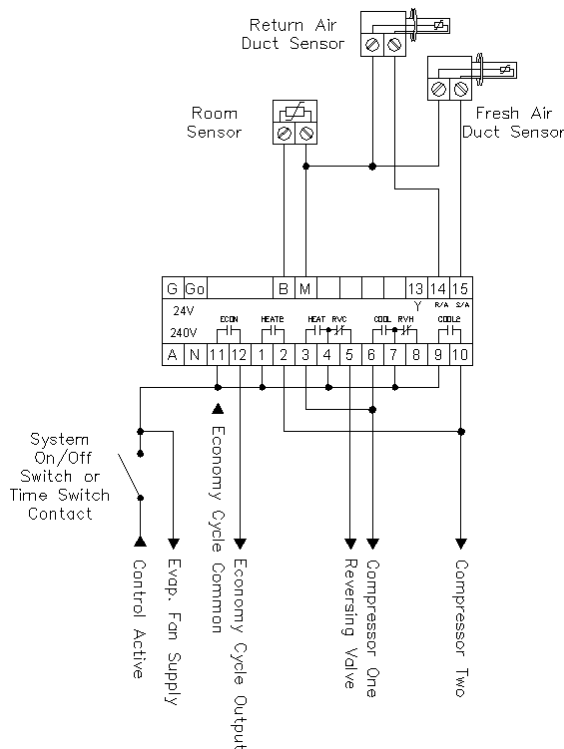 Return Air
Duct Sensor
Room
Sensor
Fresh Air
Duct Sensor
G Go B M 13 14 15
24V Y R/A S/A
ECON HEAT2 HEAT RVC COOL RVH COOL2
240V
A N 11 12 1 2 3 4 5 6 7 8 9 10
System
On/Off
Switch or
Time Switch
Contact
Control Active
Evap. Fan Supply
Economy Cycle
Common
Economy Cycle Output
Reversing Valve
Compressor One
Compressor Two